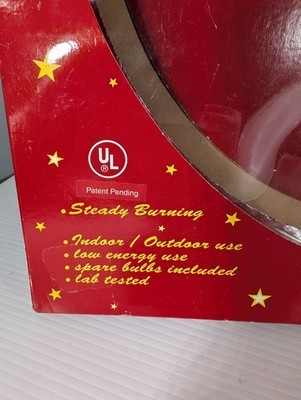 UL
®
Patent Pending
• Steady Burning
• Indoor / Outdoor use
• low energy use
• spare bulbs included
• lab tested